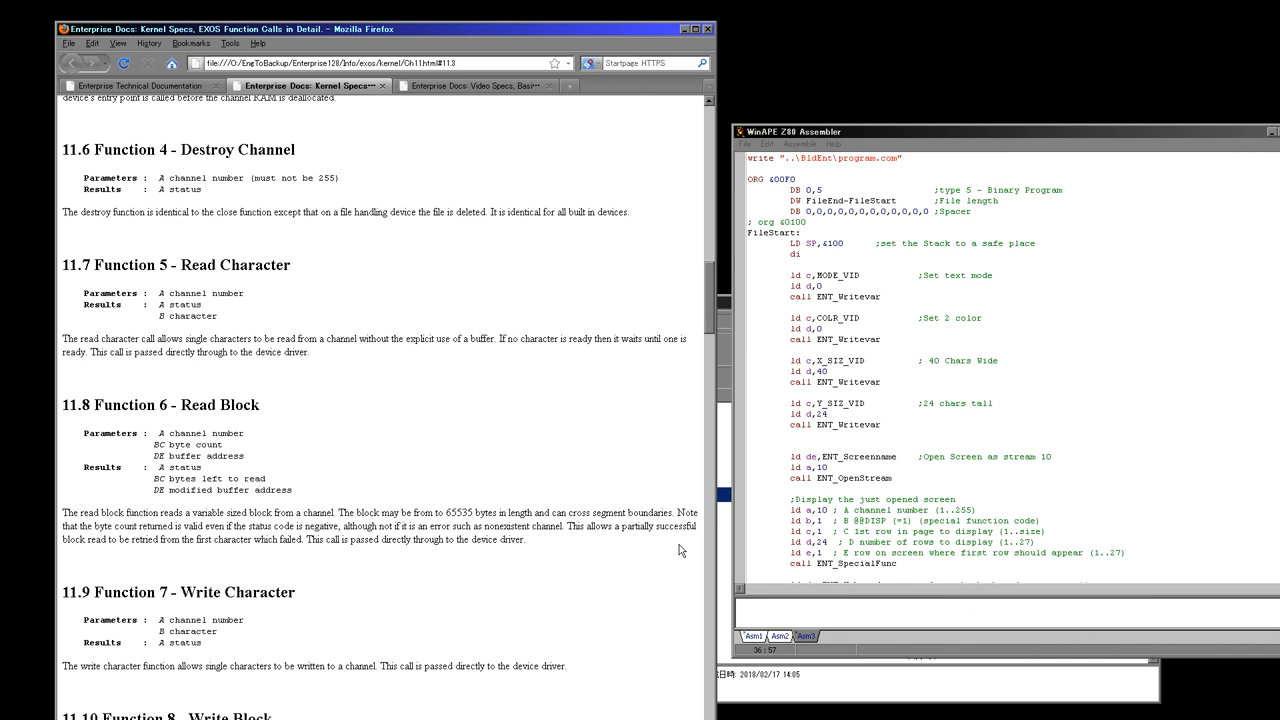 Enterprise Docs: Kernel Specs, EXOS Function Calls in Detail. - Mozilla Firefox
File Edit View History Bookmarks Tools Help
file:///O:/EngToBackup/Enterprise128/Info/exos/kernel/Ch11.html#11.3
Startpage HTTPS
Enterprise Technical Documentation
Enterprise Docs: Kernel Specs···
Enterprise Docs: Video Specs, Basi···
device's entry point is called before the channel RAM is deallocated.
11.6 Function 4 - Destroy Channel
Parameters : A channel number (must not be 255)
Results : A status
The destroy function is identical to the close function except that on a file handling device the file is deleted. It is identical for all built in devices.
11.7 Function 5 - Read Character
Parameters : A channel number
Results : A status
B character
The read character call allows single characters to be read from a channel without the explicit use of a buffer. If no character is ready then it waits until one is
ready. This call is passed directly through to the device driver.
11.8 Function 6 - Read Block
Parameters : A channel number
BC byte count
DE buffer address
Results : A status
BC bytes left to read
DE modified buffer address
The read block function reads a variable sized block from a channel. The block may be from to 65535 bytes in length and can cross segment boundaries. Note
that the byte count returned is valid even if the status code is negative, although not if it is an error such as nonexistent channel. This allows a partially successful
block read to be retried from the first character which failed. This call is passed directly through to the device driver.
11.9 Function 7 - Write Character
Parameters : A channel number
B character
Results : A status
The write character function allows single characters to be written to a channel. This call is passed directly to the device driver.
11.10 Function 8 - Write Block
WinAPE Z80 Assembler
File Edit Assemble Help
write "..\BldEnt\program.com"
ORG &00F0
DB 0,5 ;type 5 - Binary Program
DW FileEnd-FileStart ;File length
DB 0,0,0,0,0,0,0,0,0,0,0,0 ;Spacer
; org &0100
FileStart:
LD SP,&100 ;set the Stack to a safe place
di
ld c,MODE_VID ;Set text mode
ld d,0
call ENT_Writevar
ld c,COLR_VID ;Set 2 color
ld d,0
call ENT_Writevar
ld c,X_SIZ_VID ; 40 Chars Wide
ld d,40
call ENT_Writevar
ld c,Y_SIZ_VID ;24 chars tall
ld d,24
call ENT_Writevar
ld de,ENT_Screenname ;Open Screen as stream 10
ld a,10
call ENT_OpenStream
;Display the just opened screen
ld a,10 ; A channel number (1..255)
ld b,1 ; B @@DISP (=1) (special function code)
ld c,1 ; C 1st row in page to display (1..size)
ld d,24 ; D number of rows to display (1..27)
ld e,1 ; E row on screen where first row should appear (1..27)
call ENT_SpecialFunc
Asm1 Asm2 Asm3
36: 57
日時: 2018/02/17 14:05